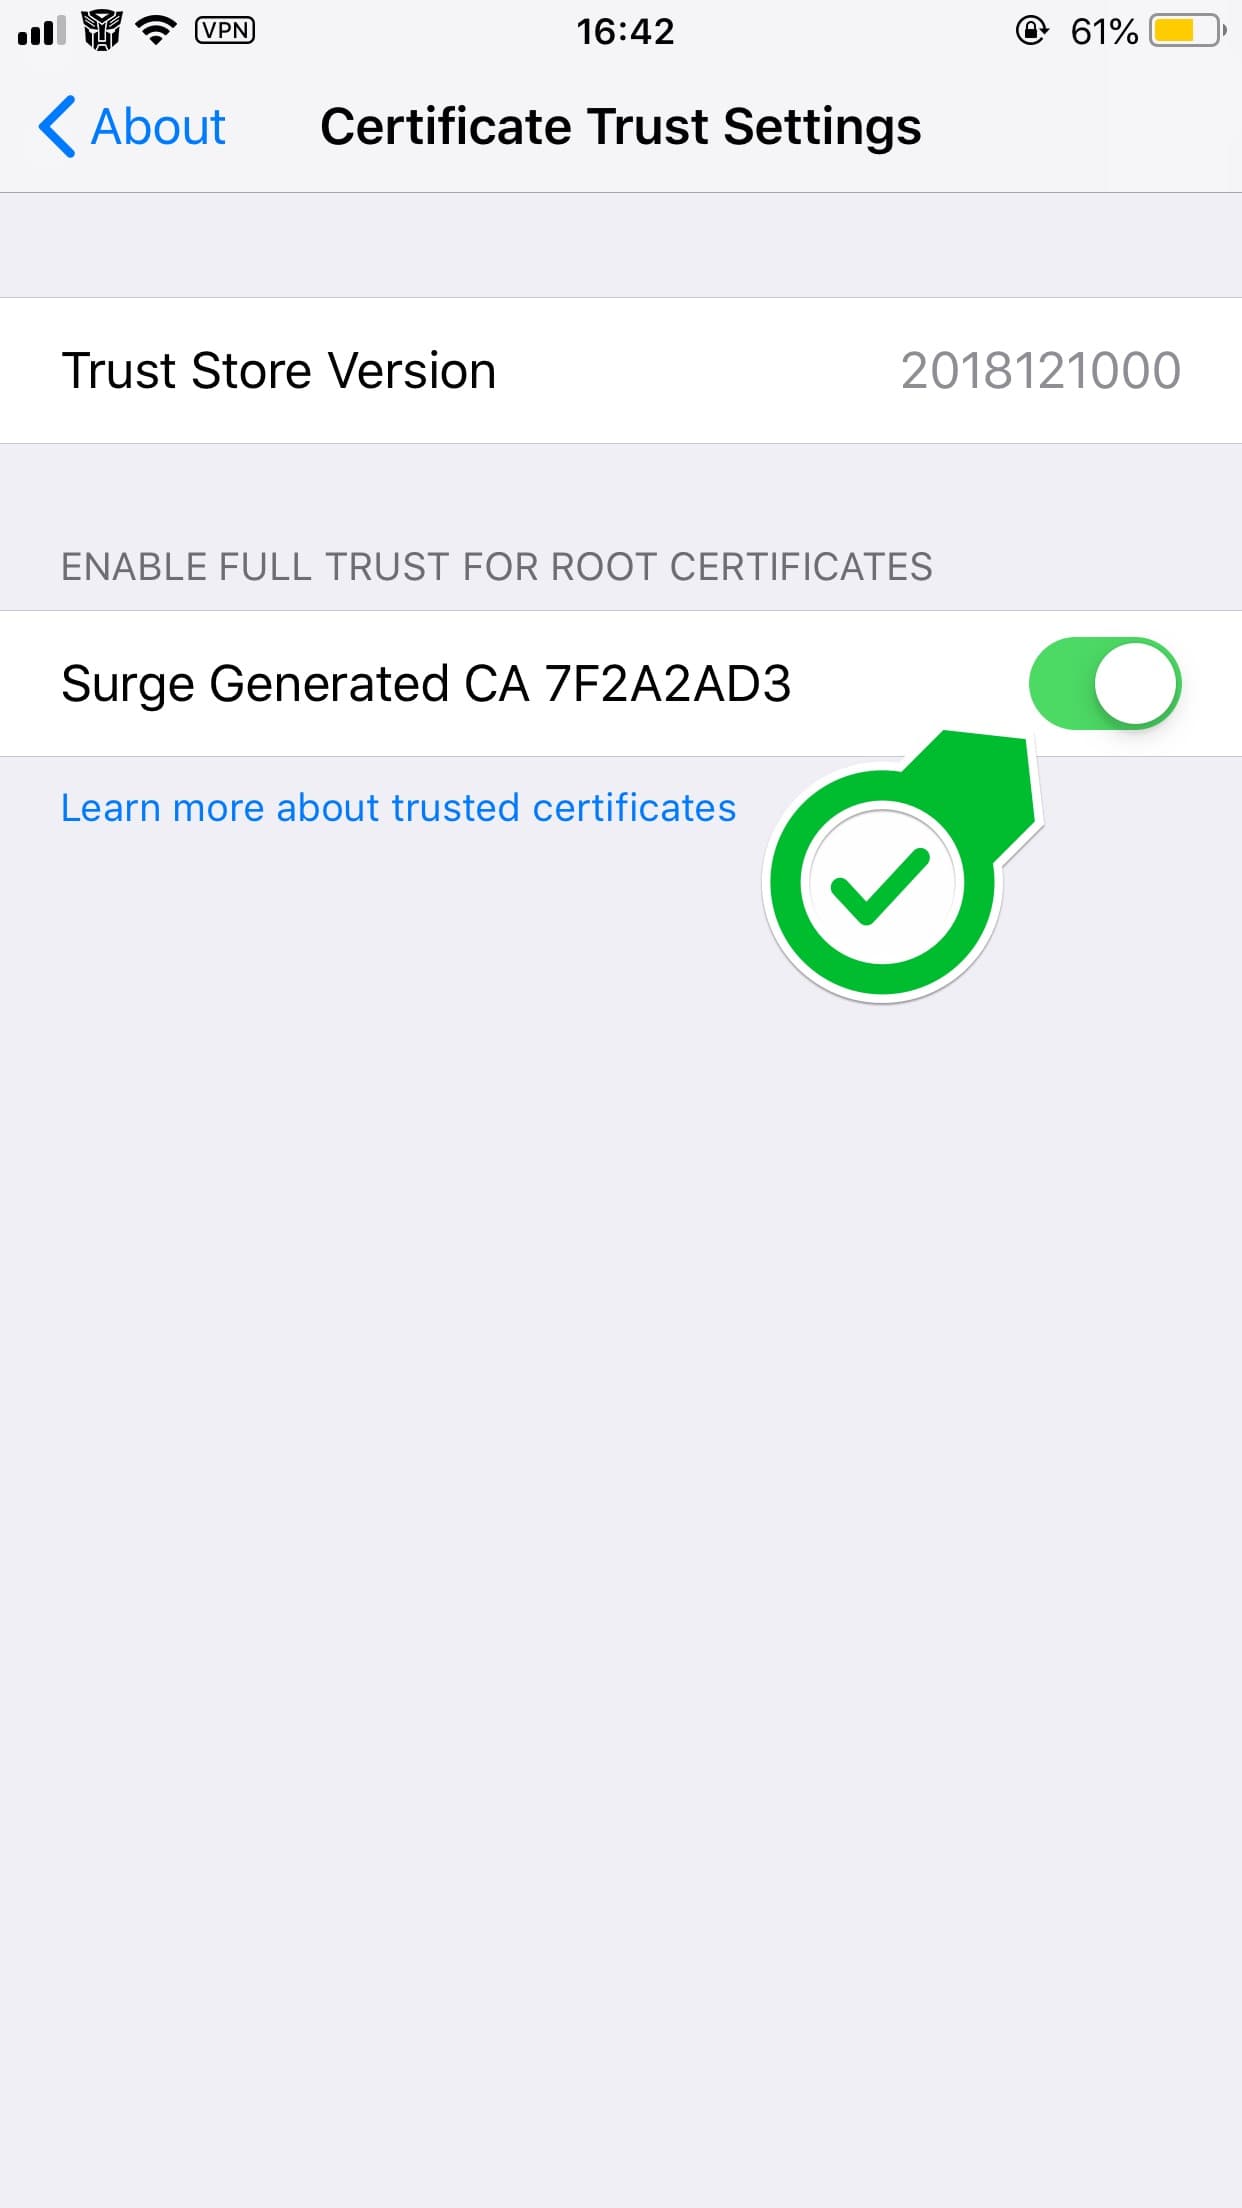 VPN
16:42
61%
About
Certificate Trust Settings
Trust Store Version
2018121000
ENABLE FULL TRUST FOR ROOT CERTIFICATES
Surge Generated CA 7F2A2AD3
Learn more about trusted certificates